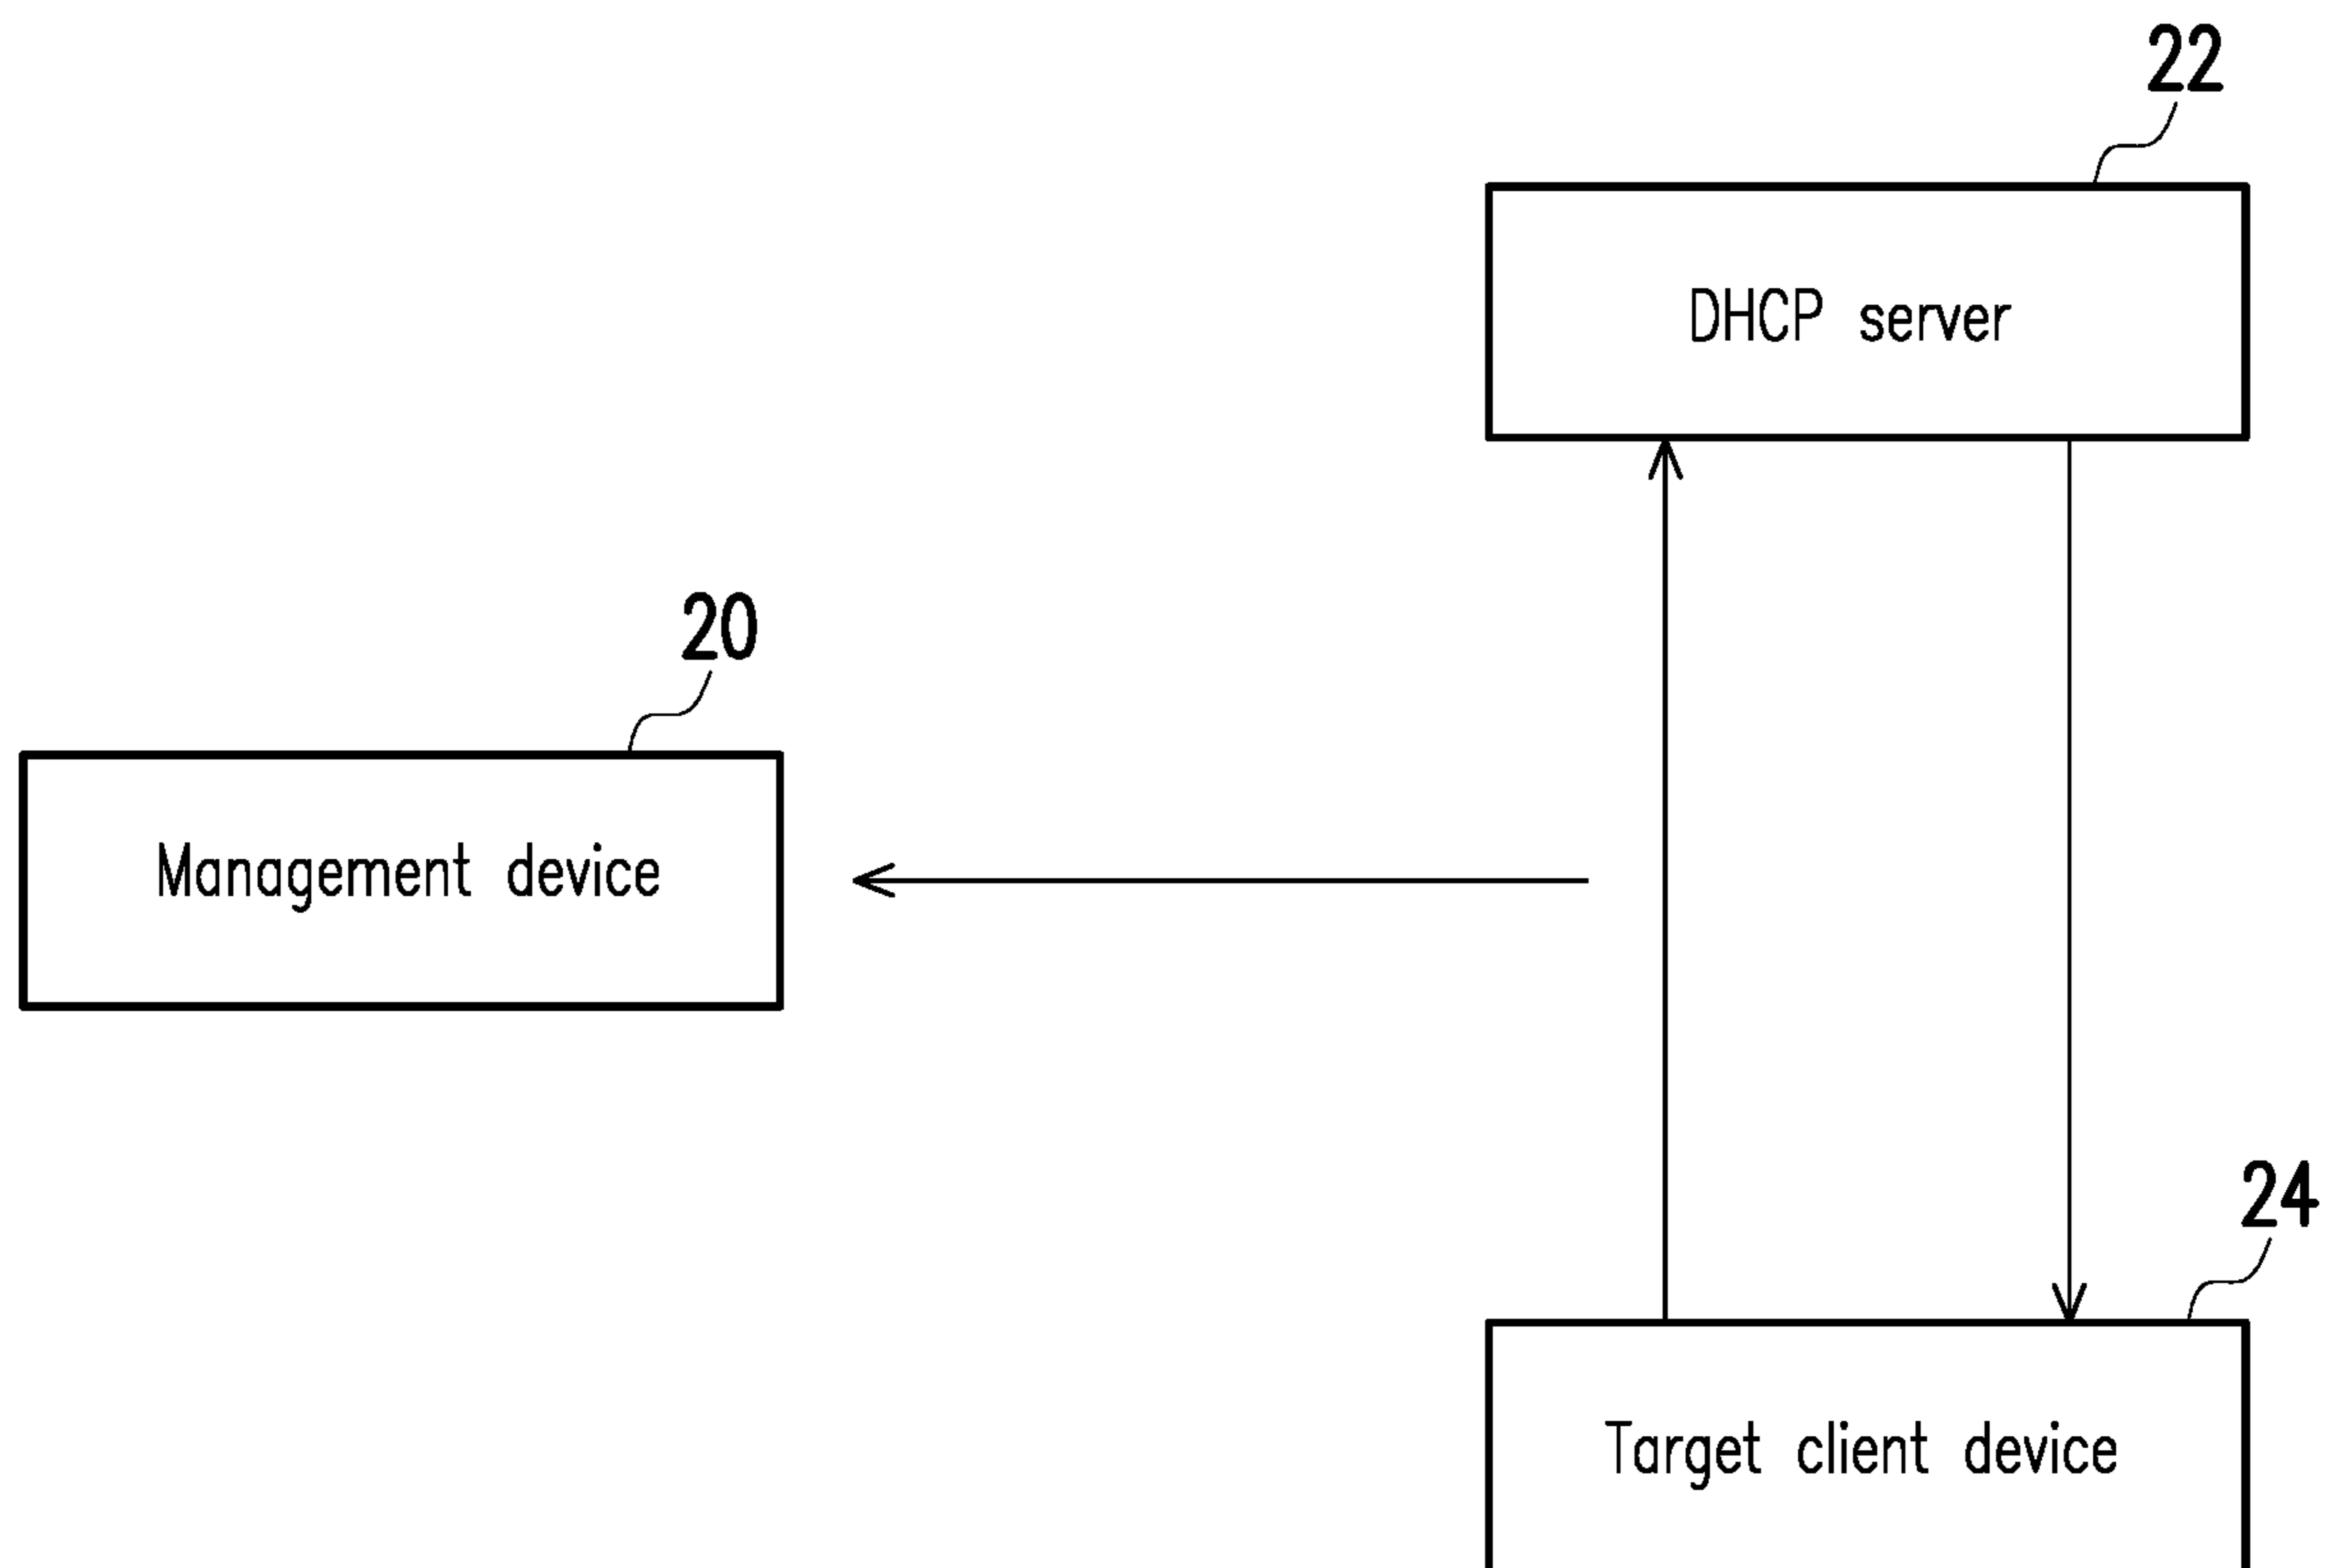 22
DHCP server
20
Management device
24
Target client device